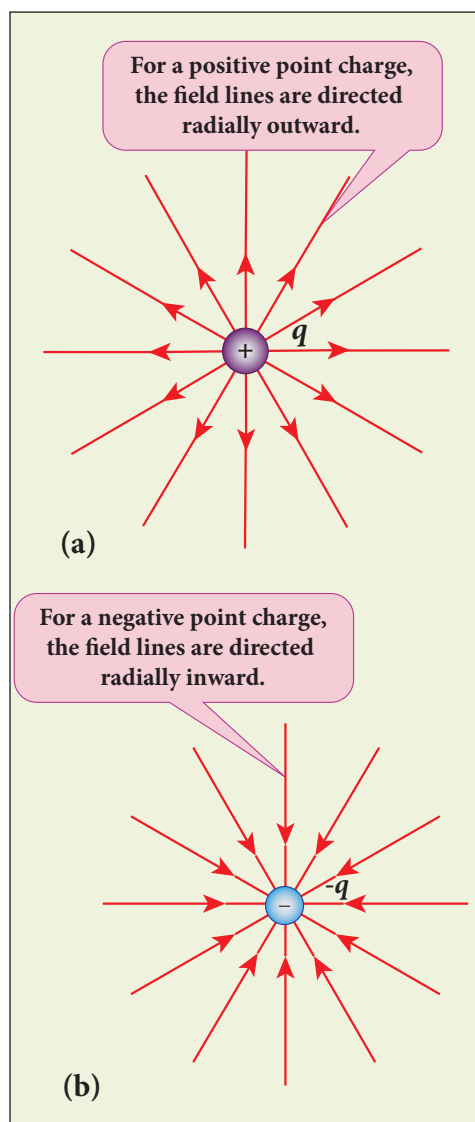 For a positive point charge,
the field lines are directed
radially outward.
q
+
(a)
For a negative point charge,
the field lines are directed
radially inward.
-q
−
(b)